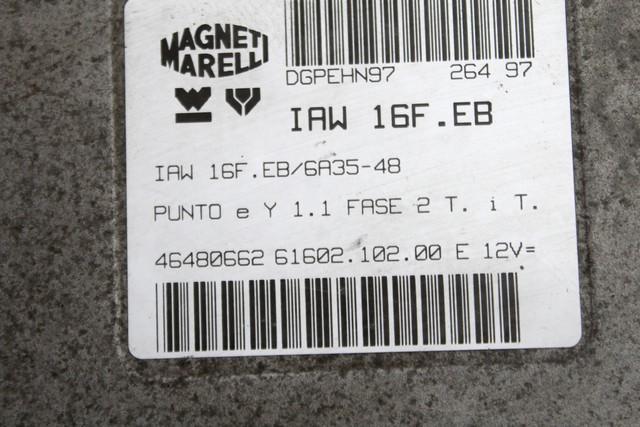 MAGNETI
MARELLI
DGPEHN97 264 97
IAW 16F.EB
IAW 16F.EB/6A35-48
PUNTO e Y 1.1 FASE 2 T. i T.
46480662 61602.102.00 E 12V=